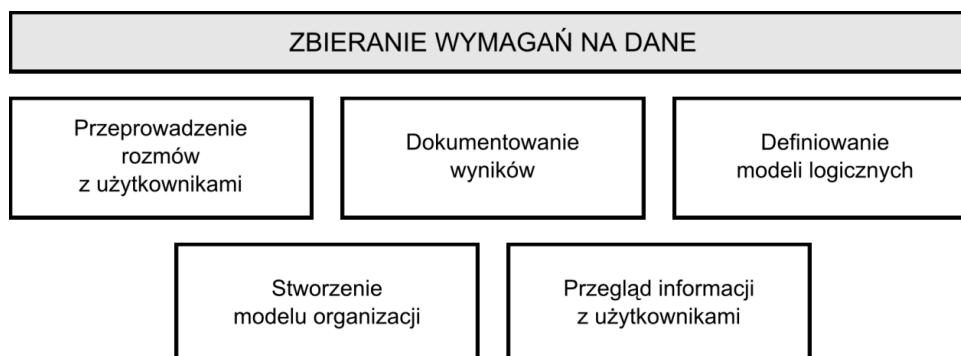 ZBIERANIE WYMAGAŃ NA DANE
Przeprowadzenie
rozmów
z użytkownikami
Dokumentowanie
wyników
Definiowanie
modeli logicznych
Stworzenie
modelu organizacji
Przegląd informacji
z użytkownikami